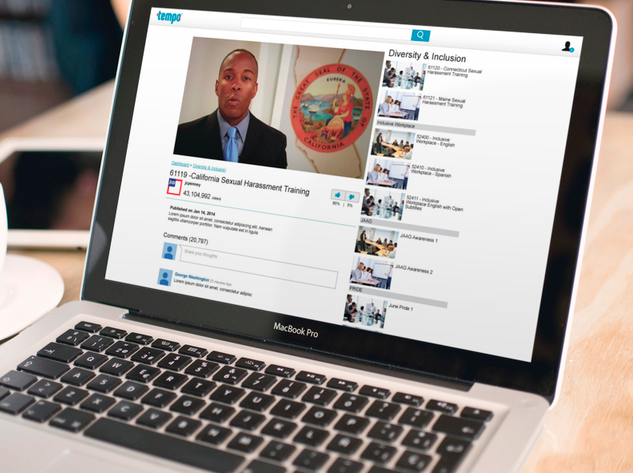 tempo
Diversity & Inclusion
61120 - Connecticut Sexual
Harassment Training
61121 - Maine Sexual
Harassment Training
Inclusive Workplace
52400 - Inclusive
Workplace - English
52410 - Inclusive
Workplace - Spanish
52411 - Inclusive
Workplace English with Open
Subtitles
JAAG
JAAG Awareness 1
JAAG Awareness 2
PRIDE
June Pride 1
THE GREAT SEAL OF THE STATE OF CALIFORNIA
EUREKA
Dashboard > Diversity & Inclusion
61119 -California Sexual Harassment Training
jcpenney
43,104,992 views
Published on Jan 16, 2014
Lorem ipsum dolor sit amet, consectetur adipiscing elit. Aenean
sagittis ullamcorper porttitor. Nam vulputate est in ligula
Comments (20,797)
Share you thoughts
George Washington
Lorem ipsum dolor sit amet, consectetur adipisc
MacBook Pro